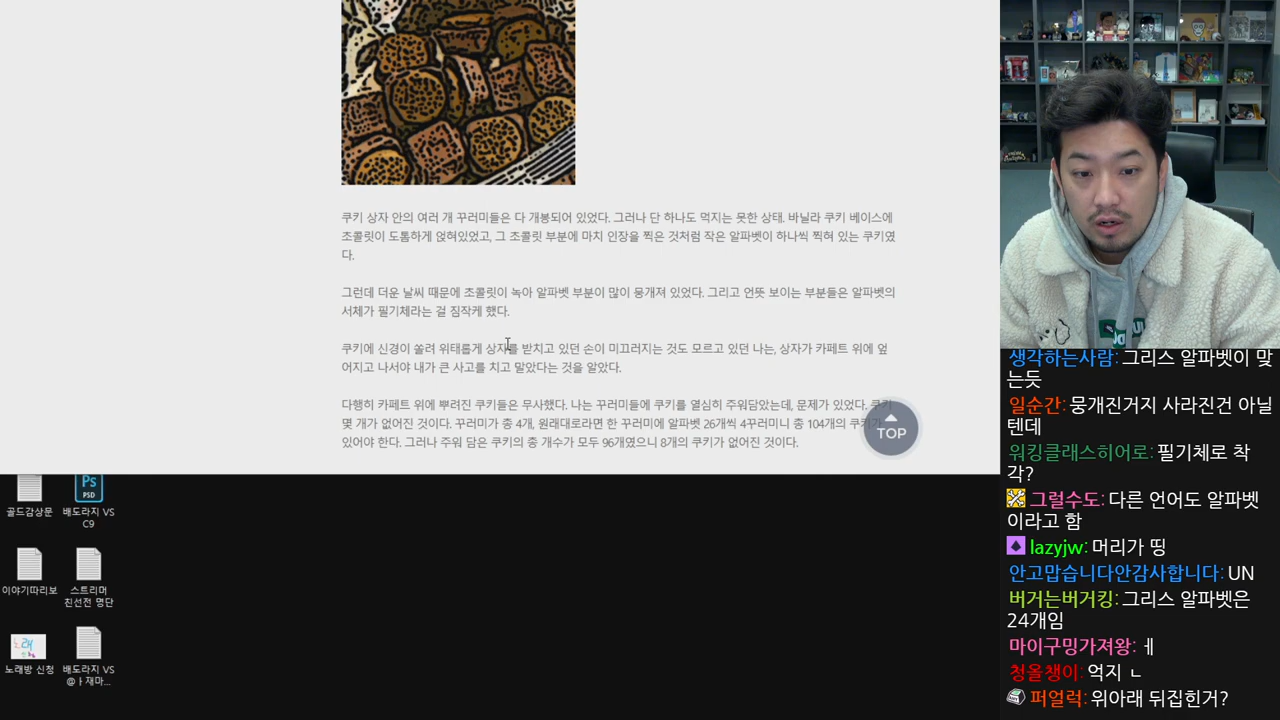 쿠키 상자 안의 여러 개 꾸러미들은 다 개봉되어 있었다. 그러나 단 하나도 먹지는 못한 상태. 바닐라 쿠키 베이스에
초콜릿이 도톰하게 얹혀있었고, 그 초콜릿 부분에 마치 인장을 찍은 것처럼 작은 알파벳이 하나씩 찍혀 있는 쿠키였
다.
그런데 더운 날씨 때문에 초콜릿이 녹아 알파벳 부분이 많이 뭉개져 있었다. 그리고 언뜻 보이는 부분들은 알파벳의
서체가 필기체라는 걸 짐작케 했다.
쿠키에 신경이 쏠려 위태롭게 상자를 받치고 있던 손이 미끄러지는 것도 모르고 있던 나는, 상자가 카페트 위에 엎
어지고 나서야 내가 큰 사고를 치고 말았다는 것을 알았다.
다행히 카페트 위에 뿌려진 쿠키들은 무사했다. 나는 꾸러미들에 쿠키를 열심히 주워담았는데, 문제가 있었다. 쿠키
몇 개가 없어진 것이다. 꾸러미가 총 4개, 원래대로라면 한 꾸러미에 알파벳 26개씩 4꾸러미니 총 104개의 쿠키가
있어야 한다. 그러나 주워 담은 쿠키의 총 개수가 모두 96개였으니 8개의 쿠키가 없어진 것이다.
TOP
Ps
PSD
골드감상문
배도라지 VS
C9
이야기따리보
스트리머
친선전 명단
노래
노래방 신청
배도라지 VS
@ㅏ재마...
생각하는사람: 그리스 알파벳이 맞
는듯
일순간: 뭉개진거지 사라진건 아닐
텐데
워킹클래스히어로: 필기체로 착
각?
그럴수도: 다른 언어도 알파벳
이라고 함
lazyjw: 머리가 띵
안고맙습니다안감사합니다: UN
버거는버거킹: 그리스 알파벳은
24개임
마이구밍가져왕: ㅔ
청올챙이: 억지 ㄴ
퍼얼럭: 위아래 뒤집힌거?